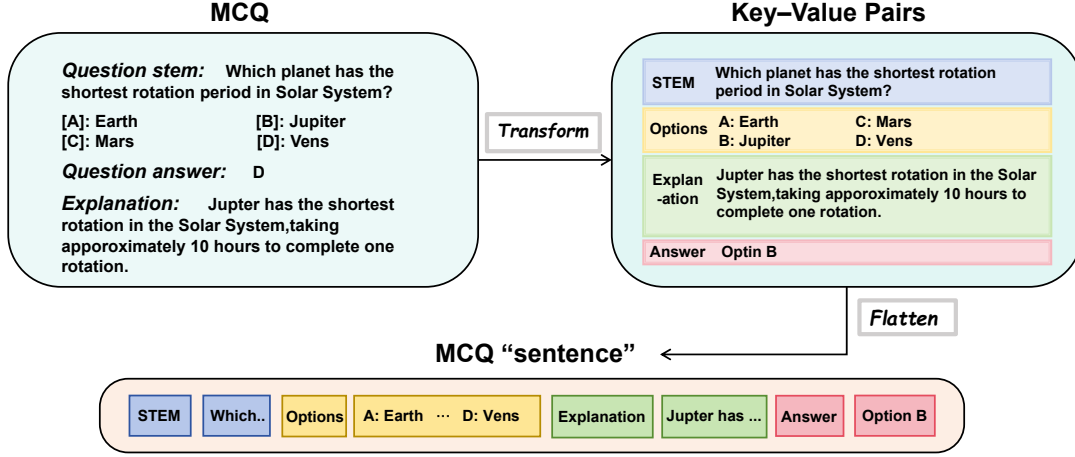 MCQ
Question stem: Which planet has the
shortest rotation period in Solar System?
[A]: Earth [B]: Jupiter
[C]: Mars [D]: Vens
Question answer: D
Explanation: Jupter has the shortest
rotation in the Solar System,taking
apporoximately 10 hours to complete one
rotation.
Transform
Key–Value Pairs
STEM Which planet has the shortest rotation
period in Solar System?
Options A: Earth C: Mars
B: Jupiter D: Vens
Explan
-ation
Jupter has the shortest rotation in the Solar
System,taking apporoximately 10 hours to
complete one rotation.
Answer Optin B
Flatten
MCQ “sentence”
STEM Which.. Options A: Earth ··· D: Vens Explanation Jupter has ... Answer Option B